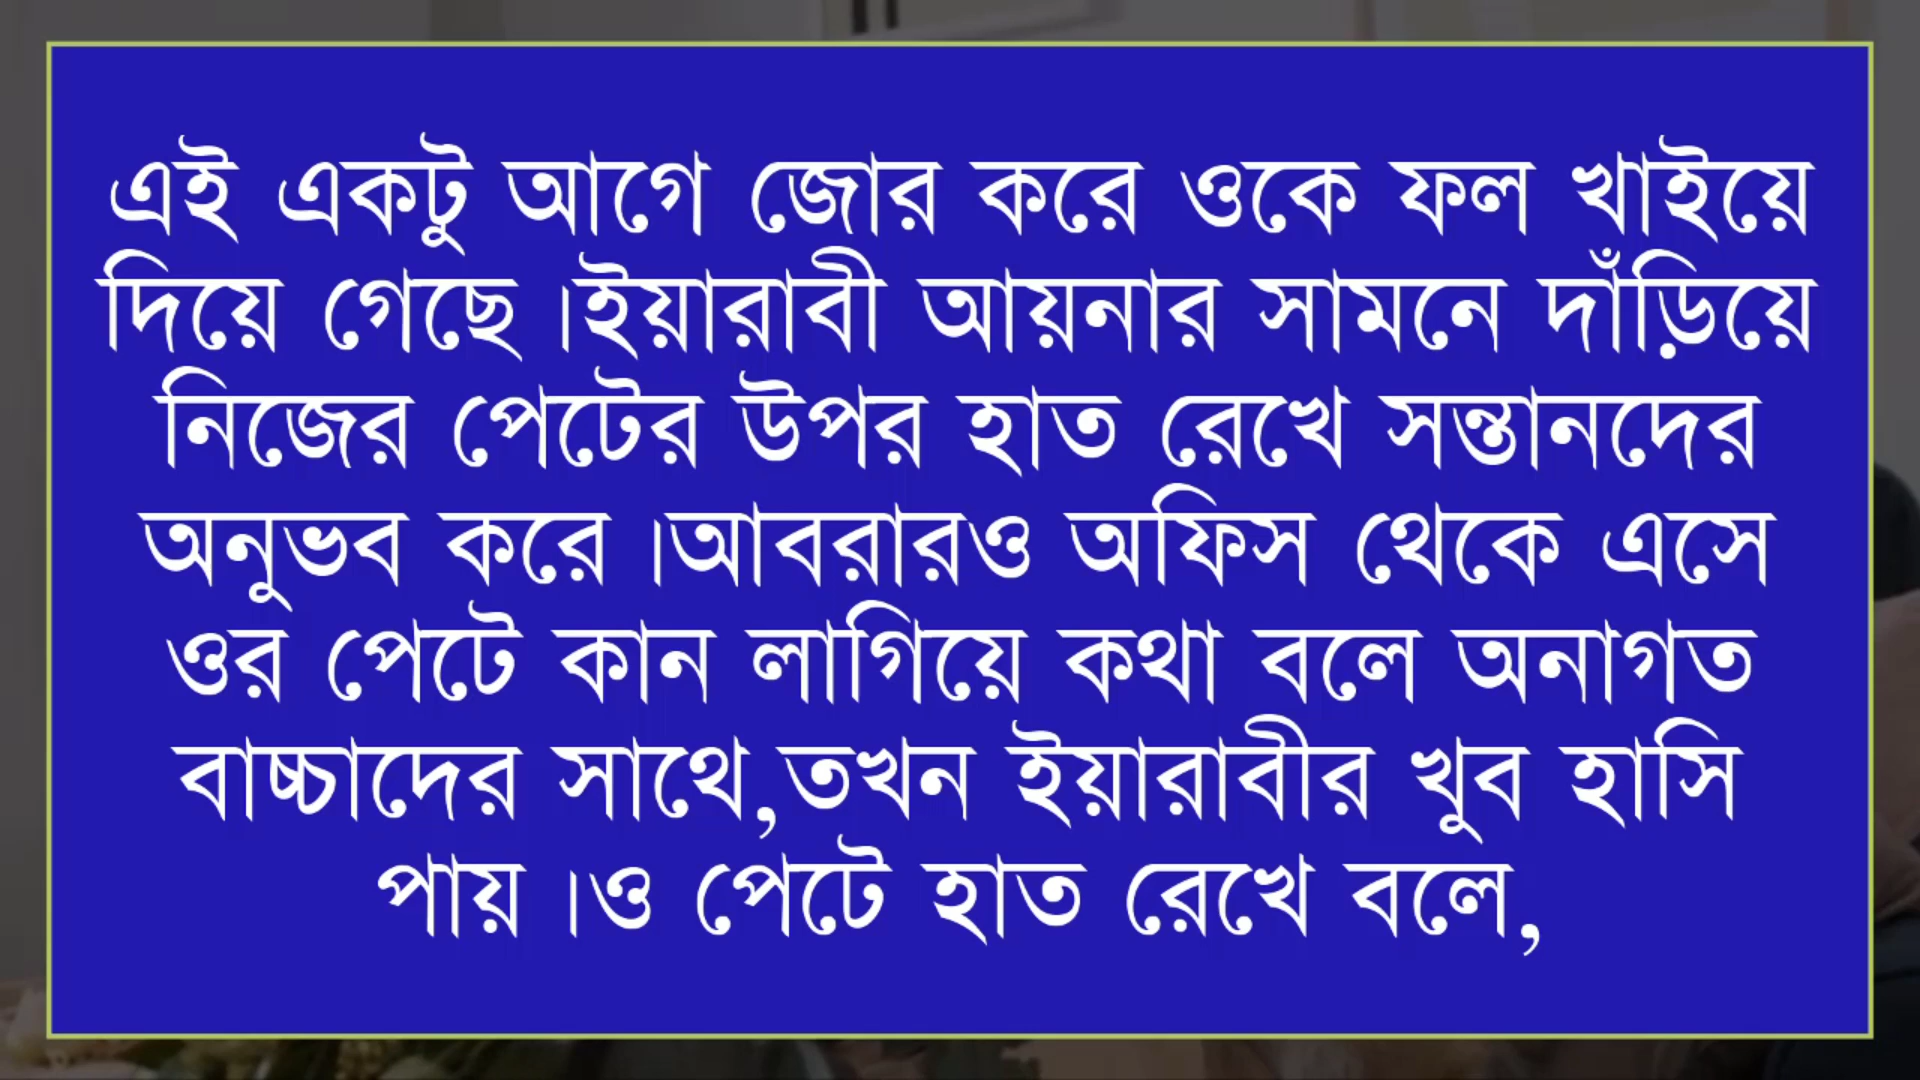 এই একটু আগে জোর করে ওকে ফল খাইয়ে
দিয়ে গেছে ।ইয়ারাবী আয়নার সামনে দাঁড়িয়ে
নিজের পেটের উপর হাত রেখে সন্তানদের
অনুভব করে ।আবরারও অফিস থেকে এসে
ওর পেটে কান লাগিয়ে কথা বলে অনাগত
বাচ্চাদের সাথে,তখন ইয়ারাবীর খুব হাসি
পায় ।ও পেটে হাত রেখে বলে,